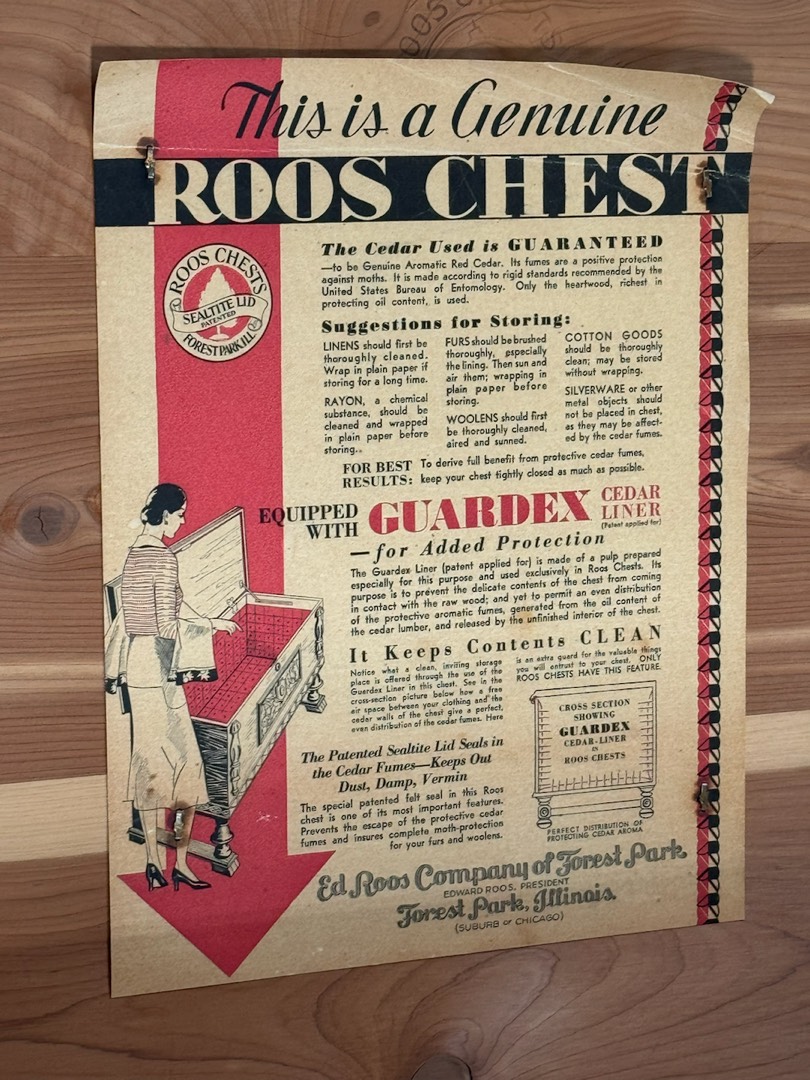 OOS
This is a Genuine
ROOS CHEST
ROOS CHESTS
SEALTITE LID
PATENTED
FOREST PARK ILL.
The Cedar Used is GUARANTEED
—to be Genuine Aromatic Red Cedar. Its fumes are a positive protection
against moths. It is made according to rigid standards recommended by the
United States Bureau of Entomology. Only the heartwood, richest in
protecting oil content, is used.
Suggestions for Storing:
LINENS should first be
thoroughly cleaned.
Wrap in plain paper if
storing for a long time.
RAYON, a chemical
substance, should be
cleaned and wrapped
in plain paper before
storing.
FURS should be brushed
thoroughly, especially
the lining. Then sun and
air them; wrapping in
plain paper before
storing.
WOOLENS should first
be thoroughly cleaned,
aired and sunned.
COTTON GOODS
should be thoroughly
clean; may be stored
without wrapping.
SILVERWARE or other
metal objects should
not be placed in chest,
as they may be affect-
ed by the cedar fumes.
FOR BEST
RESULTS:
To derive full benefit from protective cedar fumes,
keep your chest tightly closed as much as possible.
EQUIPPED
WITH
GUARDEX
CEDAR
LINER
(Patent applied for)
—for Added Protection
The Guardex Liner (patent applied for) is made of a pulp prepared
especially for this purpose and used exclusively in Roos Chests. Its
purpose is to prevent the delicate contents of the chest from coming
in contact with the raw wood; and yet to permit an even distribution
of the protective aromatic fumes, generated from the oil content of
the cedar lumber, and released by the unfinished interior of the chest.
It Keeps Contents CLEAN
Notice what a clean, inviting storage
place is offered through the use of the
Guardex Liner in this chest. See in the
cross-section picture below how a free
air space between your clothing and the
cedar walls of the chest give a perfect,
even distribution of the cedar fumes. Here
is an extra guard for the valuable things
you will entrust to your chest. ONLY
ROOS CHESTS HAVE THIS FEATURE.
CROSS SECTION
SHOWING
GUARDEX
CEDAR-LINER
IN
ROOS CHESTS
PERFECT DISTRIBUTION OF
PROTECTING CEDAR AROMA
The Patented Sealtite Lid Seals in
the Cedar Fumes—Keeps Out
Dust, Damp, Vermin
The special patented felt seal in this Roos
chest is one of its most important features.
Prevents the escape of the protective cedar
fumes and insures complete moth-protection
for your furs and woolens.
Ed Roos Company of Forest Park
EDWARD ROOS, PRESIDENT
Forest Park, Illinois.
(SUBURB OF CHICAGO)